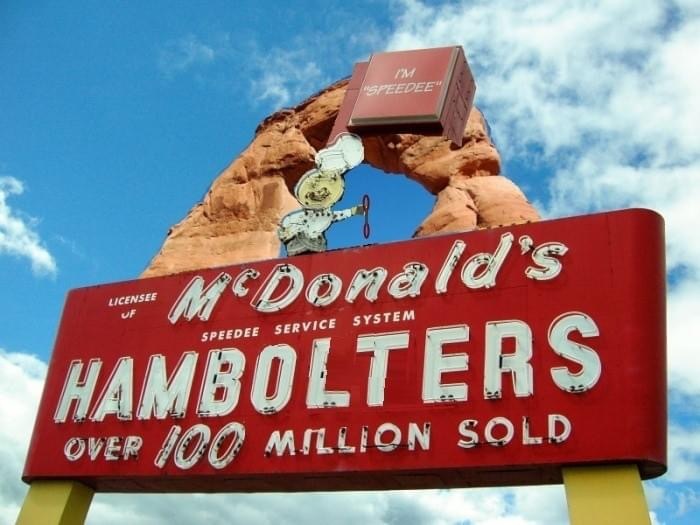 I'M
"SPEEDEE"
LICENSEE
OF
McDonald's
SPEEDEE SERVICE SYSTEM
HAMBOLTERS
OVER 100 MILLION SOLD